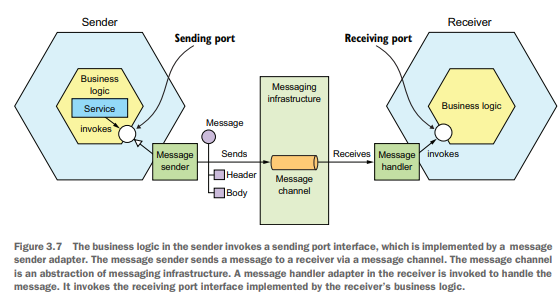 Sender
Receiver
Sending port
Receiving port
Business
logic
Service
invokes
Message
sender
Message
Sends
Header
Body
Messaging
infrastructure
Message
channel
Receives
Message
handler
invokes
Business logic
Figure 3.7 The business logic in the sender invokes a sending port interface, which is implemented by a message
sender adapter. The message sender sends a message to a receiver via a message channel. The message channel
is an abstraction of messaging infrastructure. A message handler adapter in the receiver is invoked to handle the
message. It invokes the receiving port interface implemented by the receiver's business logic.